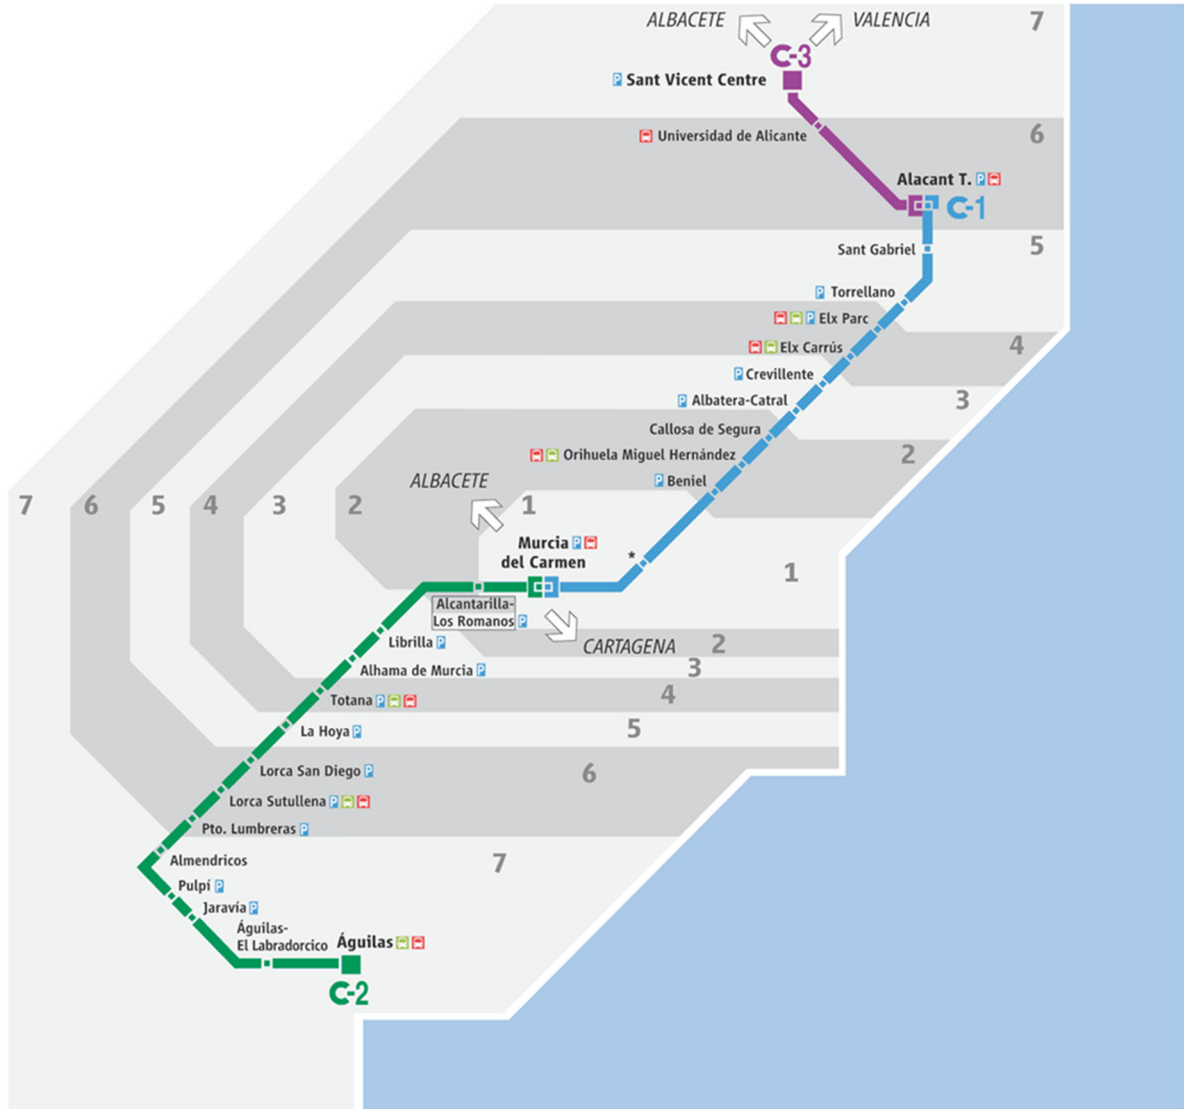 ALBACETE
VALENCIA
7
C-3
P Sant Vicent Centre
6
Universidad de Alicante
Alacant T. P
C-1
5
Sant Gabriel
P Torrellano
P Elx Parc
4
Elx Carrús
P Crevillente
3
P Albatera-Catral
Callosa de Segura
2
Orihuela Miguel Hernández
ALBACETE
P Beniel
7
6
5
4
3
2
1
Murcia P
del Carmen
*
1
Alcantarilla-
Los Romanos P
CARTAGENA
2
Librilla P
3
Alhama de Murcia P
4
Totana P
La Hoya P
5
Lorca San Diego P
6
Lorca Sutullena P
Pto. Lumbreras P
Almendricos
7
Pulpí P
Jaravía P
Águilas-
El Labradorcico
Águilas
C-2